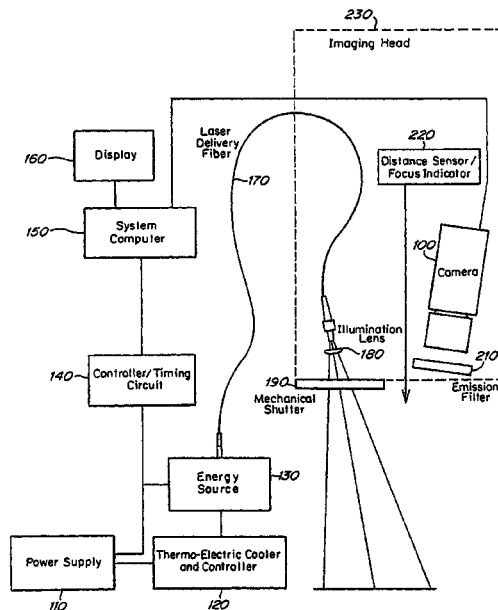 230
Imaging Head
Laser
Delivery
Fiber
220
160
Display
170
Distance Sensor/
Focus Indicator
150
System
Computer
100
Camera
Illumination
Lens
180
210
140
Controller/Timing
Circuit
190
Mechanical
Shutter
Emission
Filter
Energy
Source
130
Power Supply
Thermo-Electric Cooler
and Controller
110
120